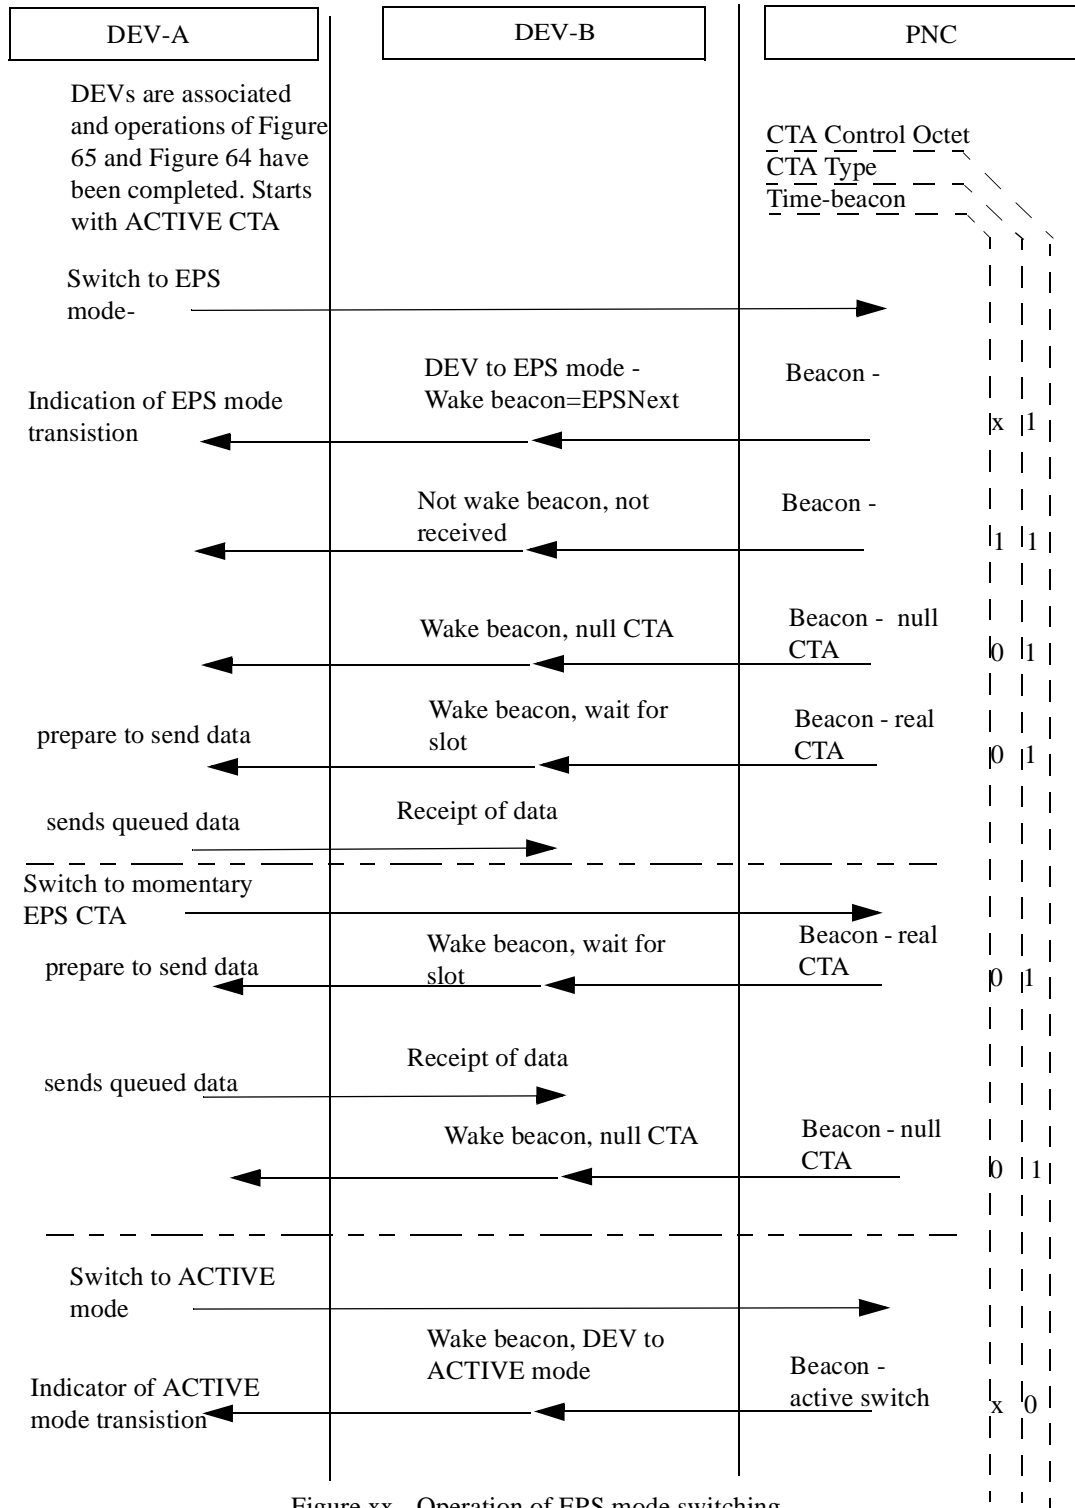 DEV-A
DEV-B
PNC
DEVs are associated
and operations of Figure
65 and Figure 64 have
been completed. Starts
with ACTIVE CTA
CTA Control Octet
CTA Type
Time-beacon
Switch to EPS
mode-
DEV to EPS mode -
Wake beacon=EPSNext
Beacon -
Indication of EPS mode
transistion
x 1
Not wake beacon, not
received
Beacon -
1 1
Wake beacon, null CTA
Beacon - null
CTA
0 1
prepare to send data
Wake beacon, wait for
slot
Beacon - real
CTA
0 1
sends queued data
Receipt of data
Switch to momentary
EPS CTA
prepare to send data
Wake beacon, wait for
slot
Beacon - real
CTA
0 1
sends queued data
Receipt of data
Wake beacon, null CTA
Beacon - null
CTA
0 1
Switch to ACTIVE
mode
Wake beacon, DEV to
ACTIVE mode
Beacon -
active switch
Indicator of ACTIVE
mode transistion
x 0
Figure xx - Operation of EPS mode switching